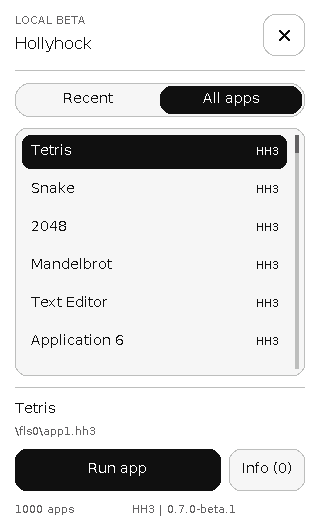 LOCAL BETA
Hollyhock
×
Recent All apps
Tetris HH3
Snake HH3
2048 HH3
Mandelbrot HH3
Text Editor HH3
Application 6 HH3
Tetris
\fls0\app1.hh3
Run app Info (0)
1000 apps HH3 | 0.7.0-beta.1